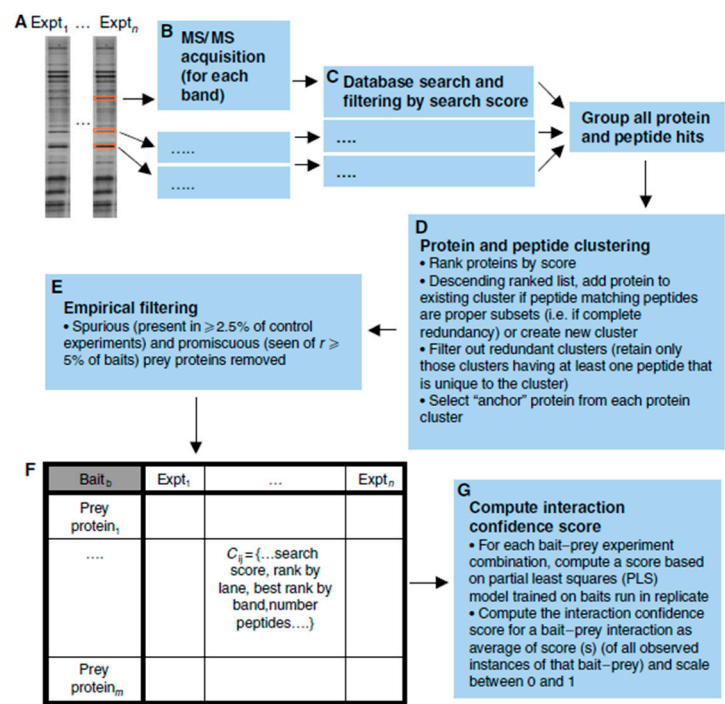 A Expt1 ... Exptn
B
MS/MS
acquisition
(for each
band)
.....
.....
C Database search and
filtering by search score
....
....
Group all protein
and peptide hits
D
Protein and peptide clustering
• Rank proteins by score
• Descending ranked list, add protein to
existing cluster if peptide matching peptides
are proper subsets (i.e. if complete
redundancy) or create new cluster
• Filter out redundant clusters (retain only
those clusters having at least one peptide that
is unique to the cluster)
• Select “anchor” protein from each protein
cluster
E
Empirical filtering
• Spurious (present in ⩾2.5% of control
experiments) and promiscuous (seen of r ⩾
5% of baits) prey proteins removed
F
Baitb Expt1 ... Exptn
Prey
protein1
....
Cij={...search
score, rank by
lane, best rank by
band,number
peptides....}
Prey
proteinm
G
Compute interaction
confidence score
• For each bait–prey experiment
combination, compute a score based
on partial least squares (PLS)
model trained on baits run in replicate
• Compute the interaction confidence
score for a bait–prey interaction as
average of score (s) (of all observed
instances of that bait–prey) and scale
between 0 and 1